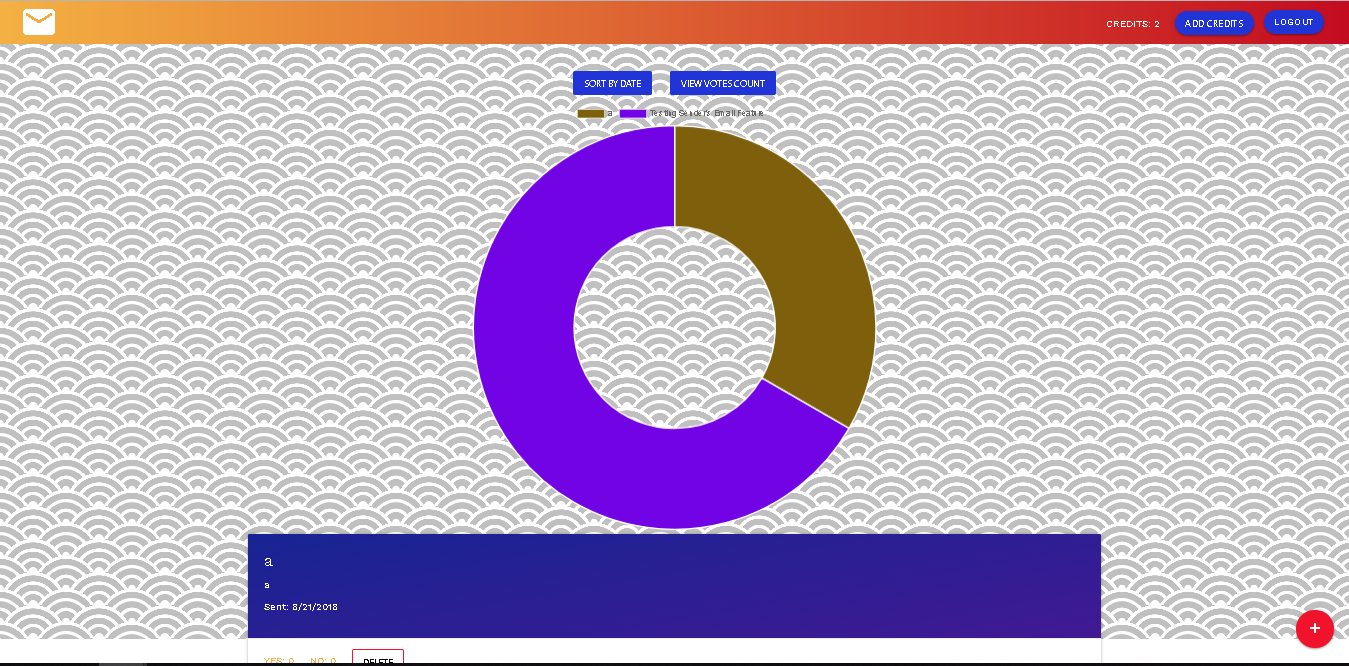 CREDITS: 2 ADD CREDITS LOGOUT
SORT BY DATE VIEW VOTES COUNT
a Testing Sender's Email Feature
a
a
Sent: 8/21/2018
+
YES: 0 NO: 0 DELETE